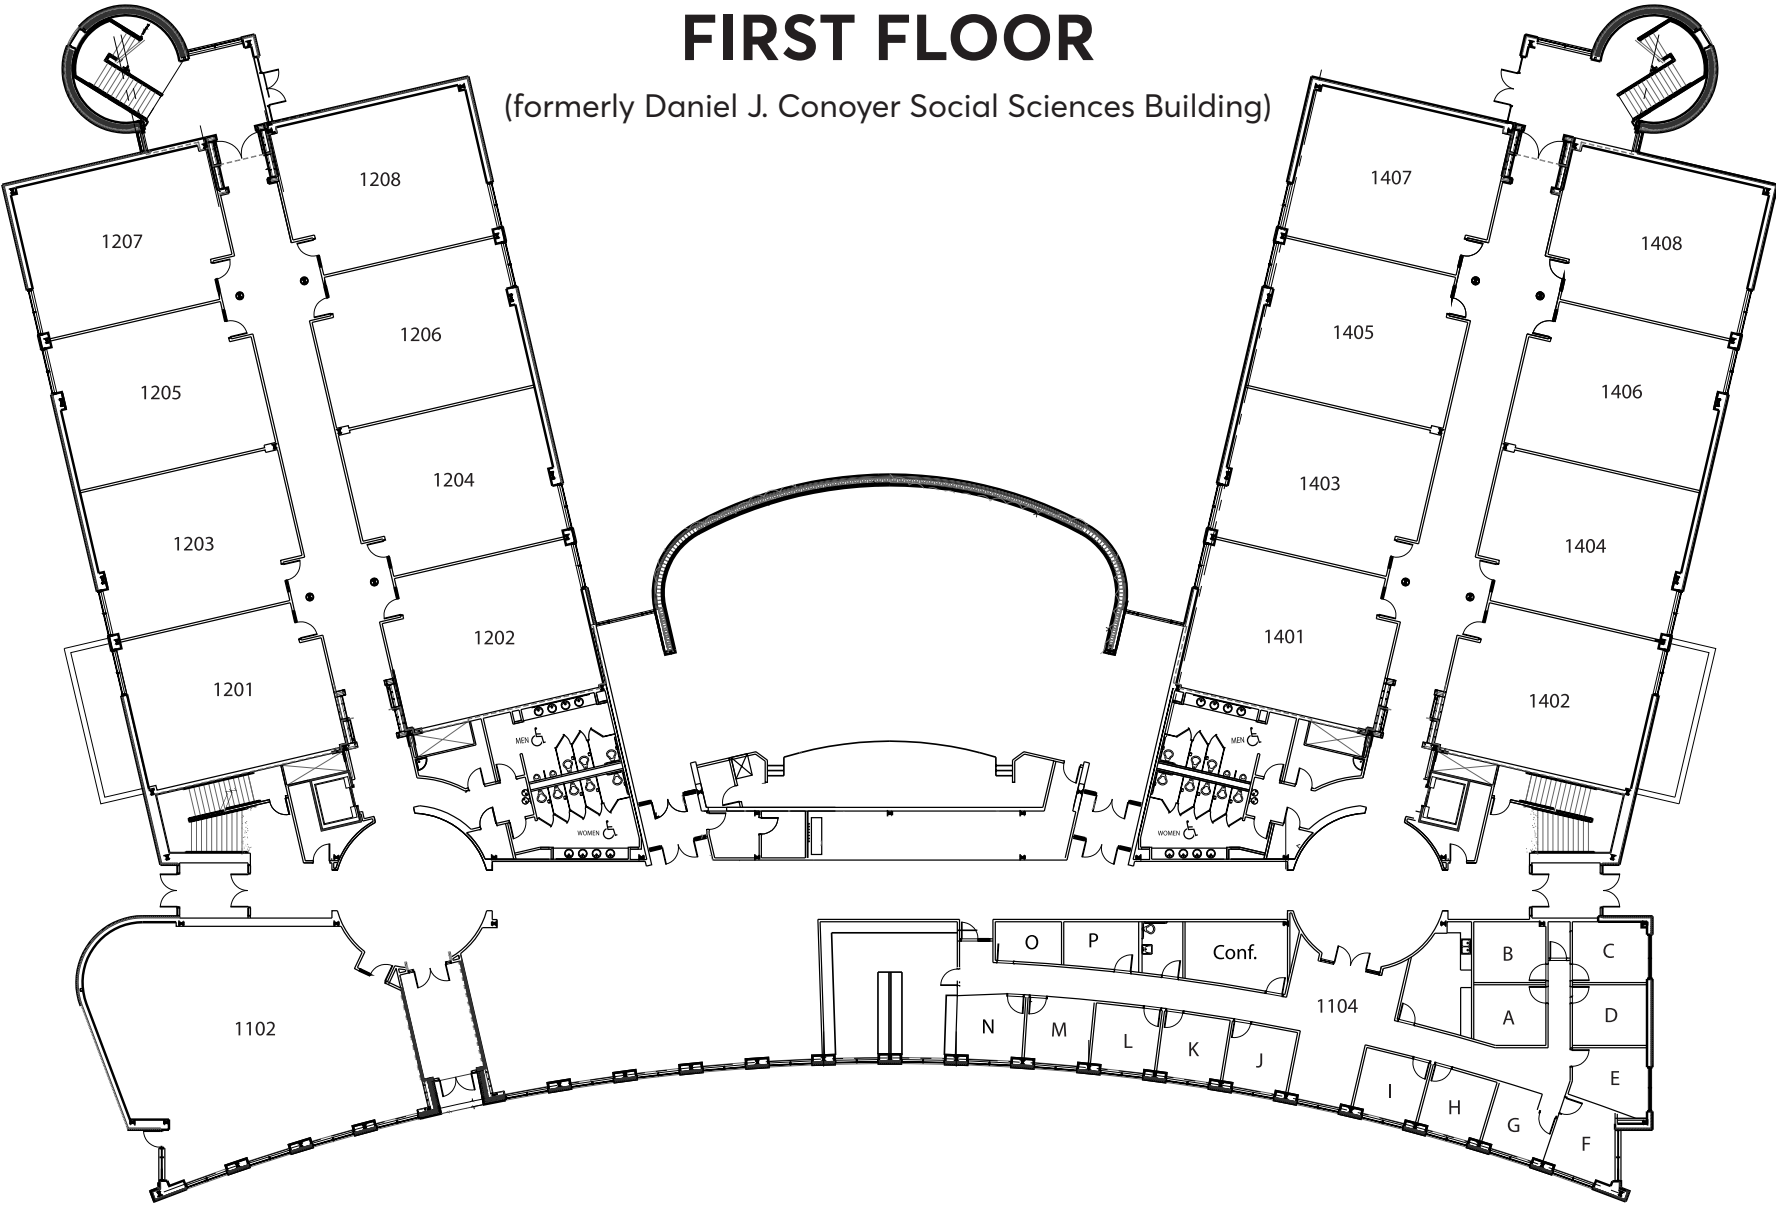 FIRST FLOOR
(formerly Daniel J. Conoyer Social Sciences Building)
1208
1207
1206
1205
1204
1203
1202
1201
MEN
WOMEN
1407
1408
1405
1406
1403
1404
1401
1402
MEN
WOMEN
1102
1104
O
P
Conf.
B
C
A
D
N
M
L
K
J
I
H
G
E
F